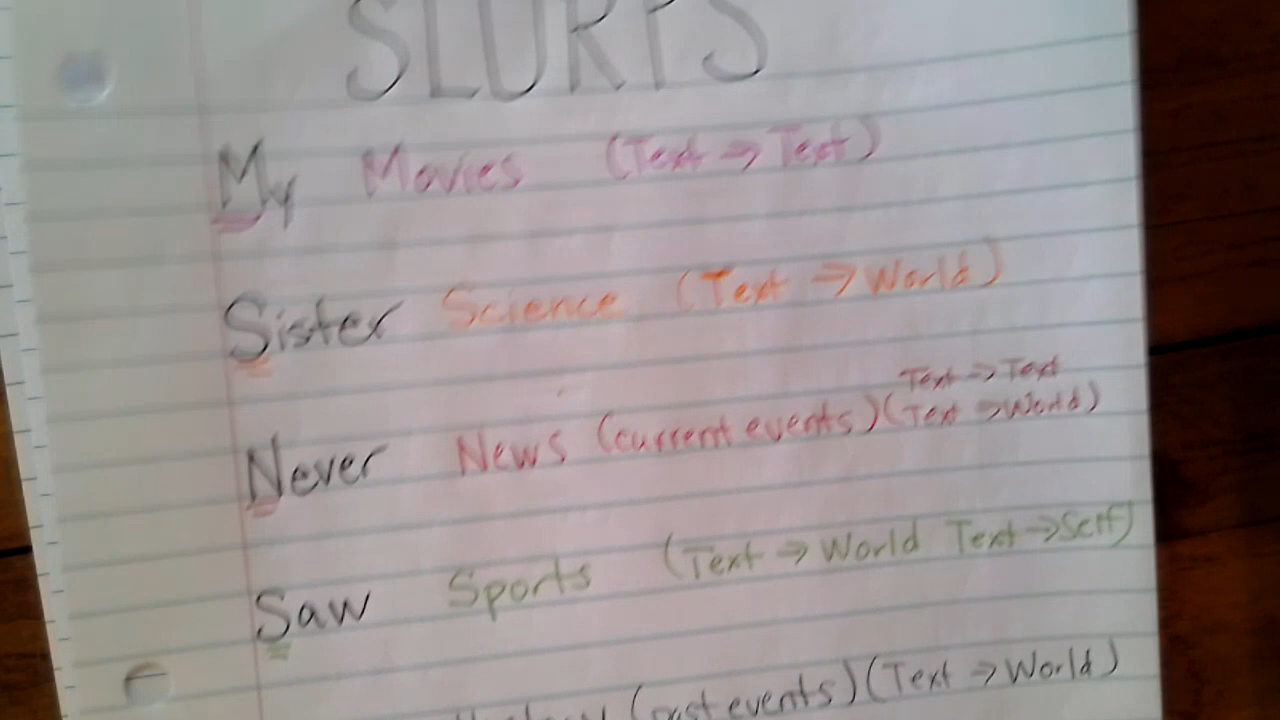 SLURPS
My Movies (Text → Text)
Sister Science (Text → World)
Text → Text
Never News (current events) (Text → World)
Saw Sports (Text → World Text → Self)
(past events) (Text → World)